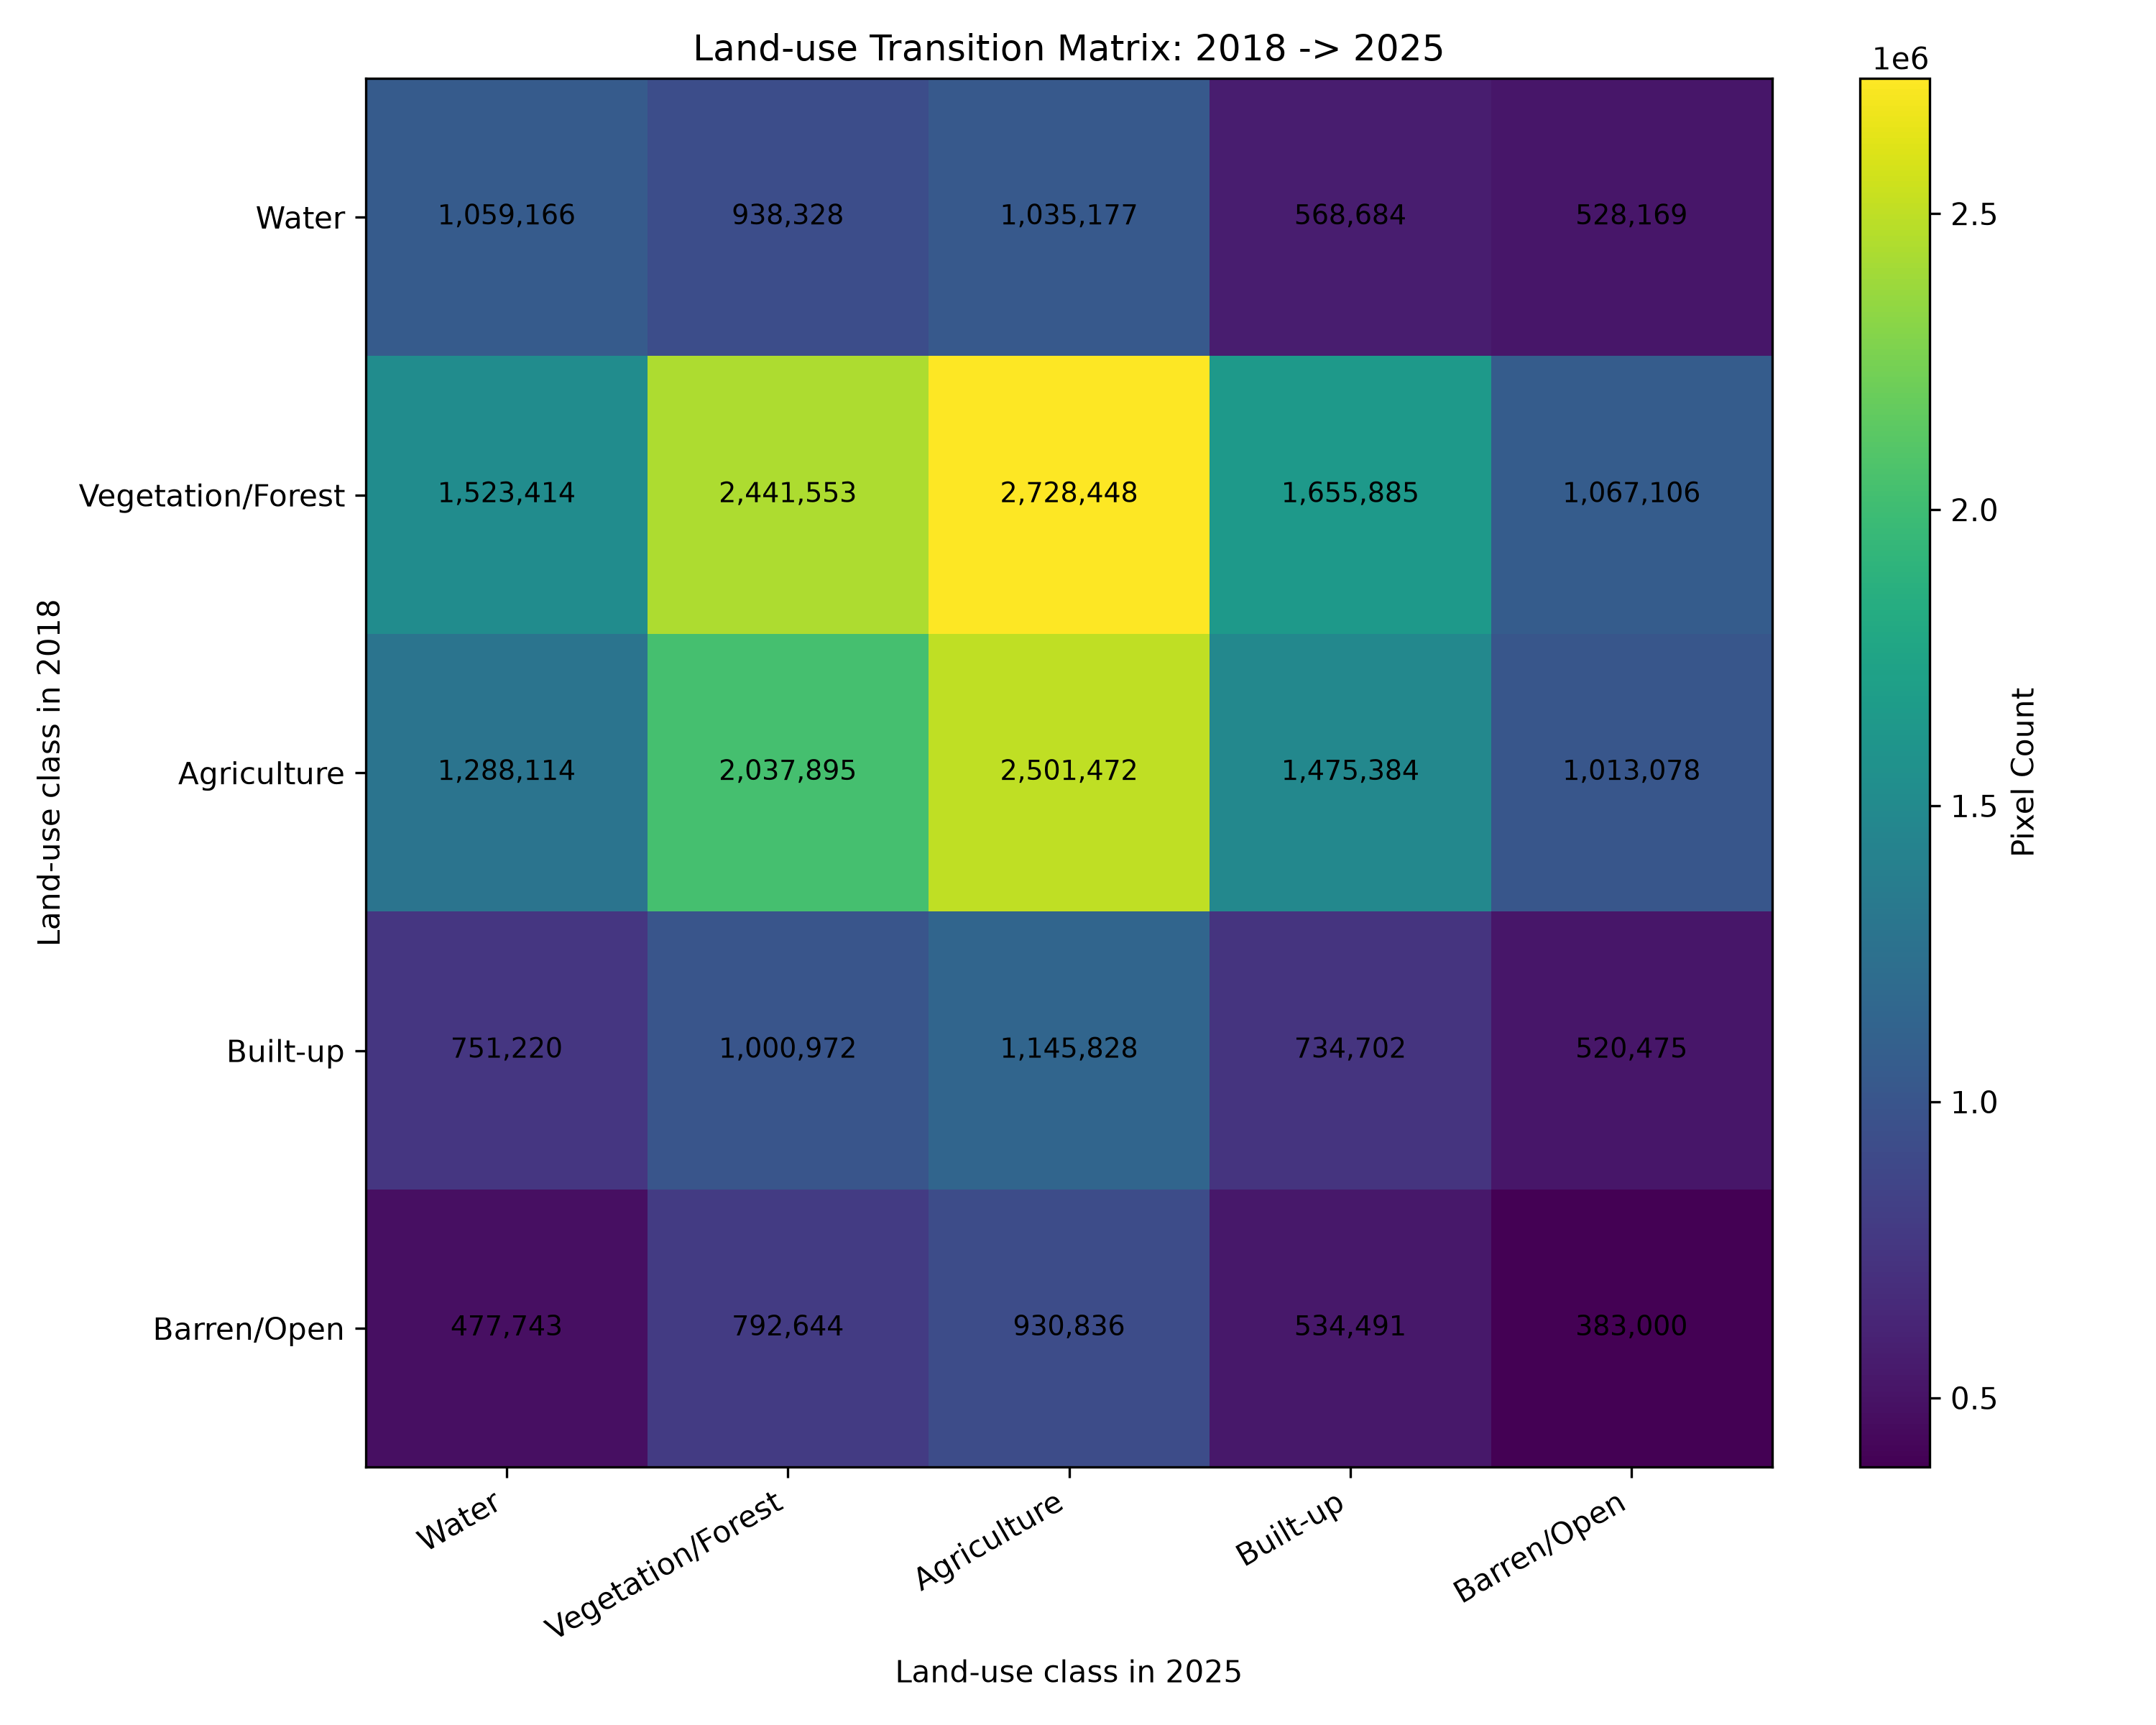 Land-use Transition Matrix: 2018 -> 2025
1e6
Water 1,059,166 938,328 1,035,177 568,684 528,169
Vegetation/Forest 1,523,414 2,441,553 2,728,448 1,655,885 1,067,106
Agriculture 1,288,114 2,037,895 2,501,472 1,475,384 1,013,078
Built-up 751,220 1,000,972 1,145,828 734,702 520,475
Barren/Open 477,743 792,644 930,836 534,491 383,000
Land-use class in 2018
Water Vegetation/Forest Agriculture Built-up Barren/Open
Land-use class in 2025
2.5
2.0
1.5
1.0
0.5
Pixel Count